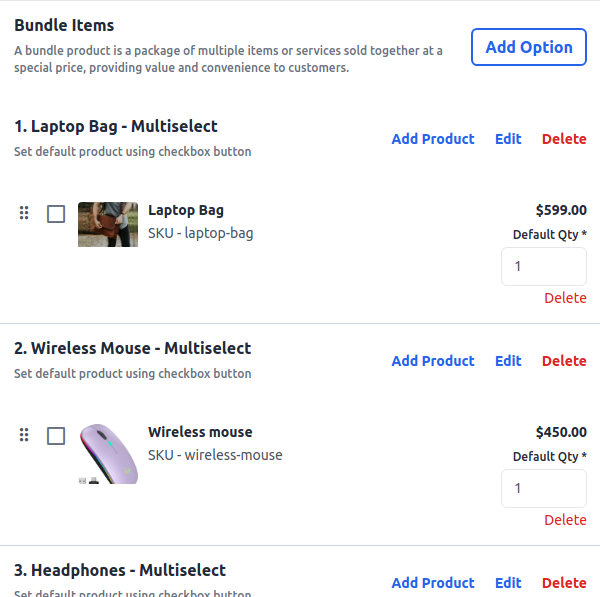 Bundle Items
A bundle product is a package of multiple items or services sold together at a
special price, providing value and convenience to customers.
Add Option
1. Laptop Bag - Multiselect
Set default product using checkbox button
Add Product Edit Delete
Laptop Bag
SKU - laptop-bag
$599.00
Default Qty *
1
Delete
2. Wireless Mouse - Multiselect
Set default product using checkbox button
Add Product Edit Delete
Wireless mouse
SKU - wireless-mouse
$450.00
Default Qty *
1
Delete
3. Headphones - Multiselect
Set default product using checkbox button
Add Product Edit Delete